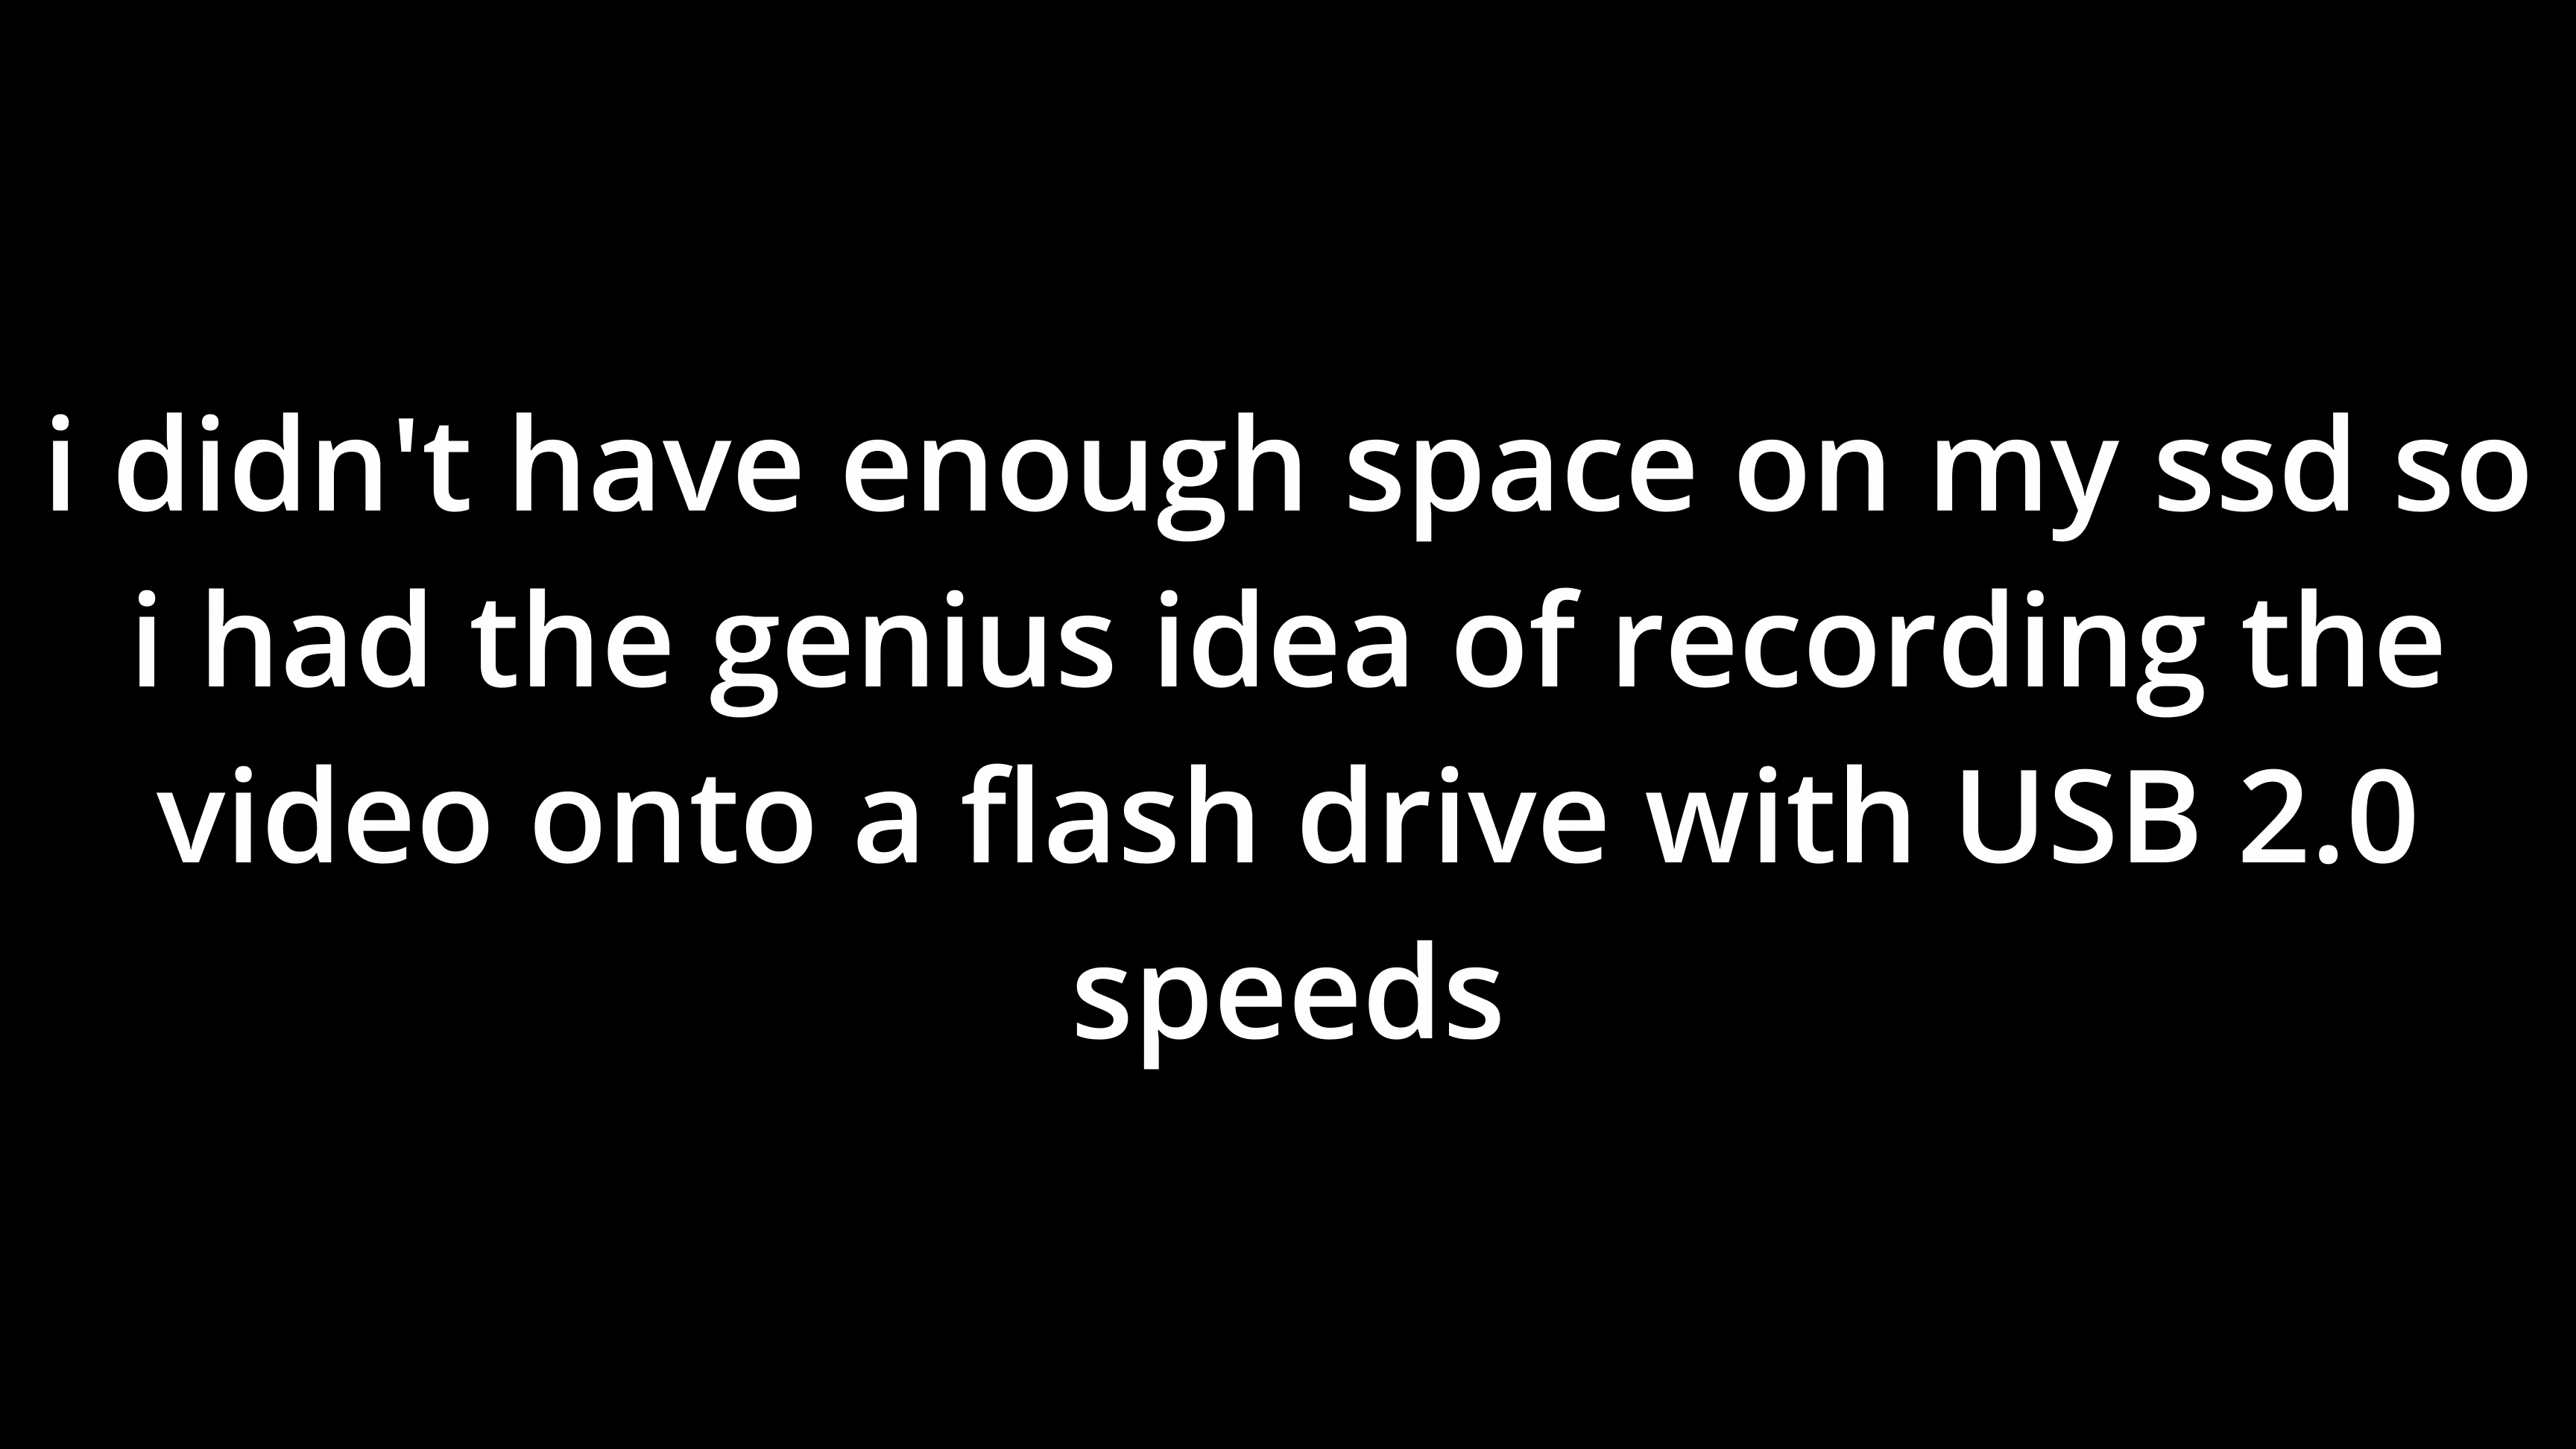 i didn't have enough space on my ssd so
i had the genius idea of recording the
video onto a flash drive with USB 2.0
speeds